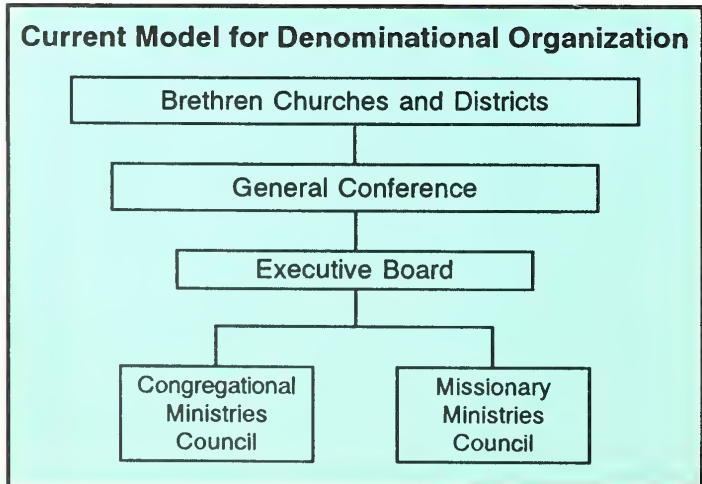 Current Model for Denominational Organization
Brethren Churches and Districts
General Conference
Executive Board
Congregational
Ministries
Council
Missionary
Ministries
Council